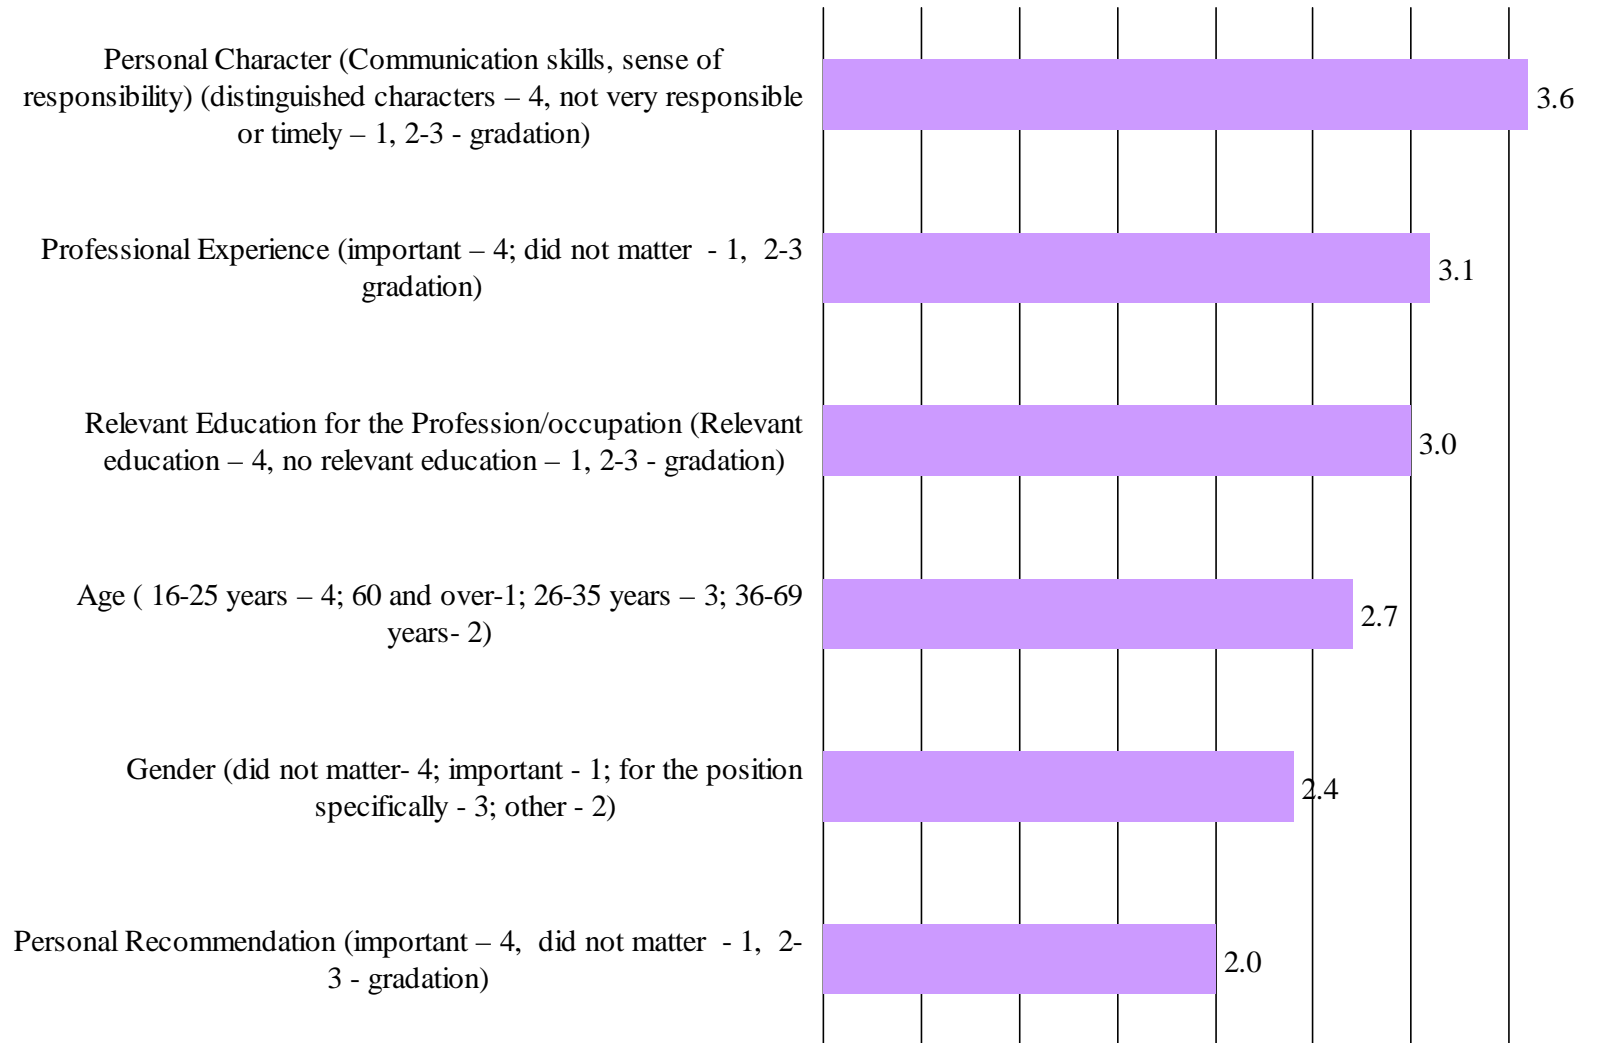 Personal Character (Communication skills, sense of
responsibility) (distinguished characters – 4, not very responsible
or timely – 1, 2-3 - gradation)
3.6
Professional Experience (important – 4; did not matter  - 1,  2-3
gradation)
3.1
Relevant Education for the Profession/occupation (Relevant
education – 4, no relevant education – 1, 2-3 - gradation)
3.0
Age ( 16-25 years – 4; 60 and over-1; 26-35 years – 3; 36-69
years- 2)
2.7
Gender (did not matter- 4; important - 1; for the position
specifically - 3; other - 2)
2.4
Personal Recommendation (important – 4,  did not matter  - 1,  2-
3 - gradation)
2.0